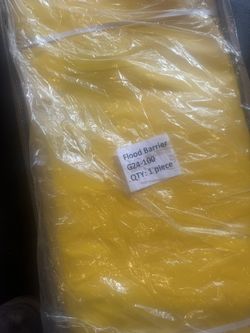 Flood Barrier
G24-100
QTY: 1 piece